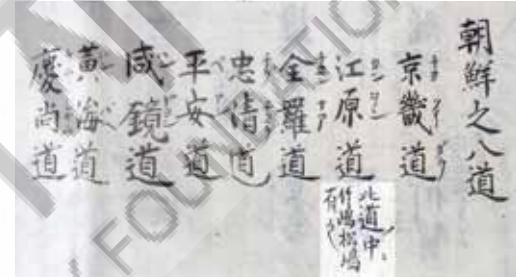 朝鮮之八道
京畿道
江原道
此道中ニ
竹嶋松嶋
有之
全羅道
忠清道
平安道
咸鏡道
黄海道
慶尚道
FOUNDATION